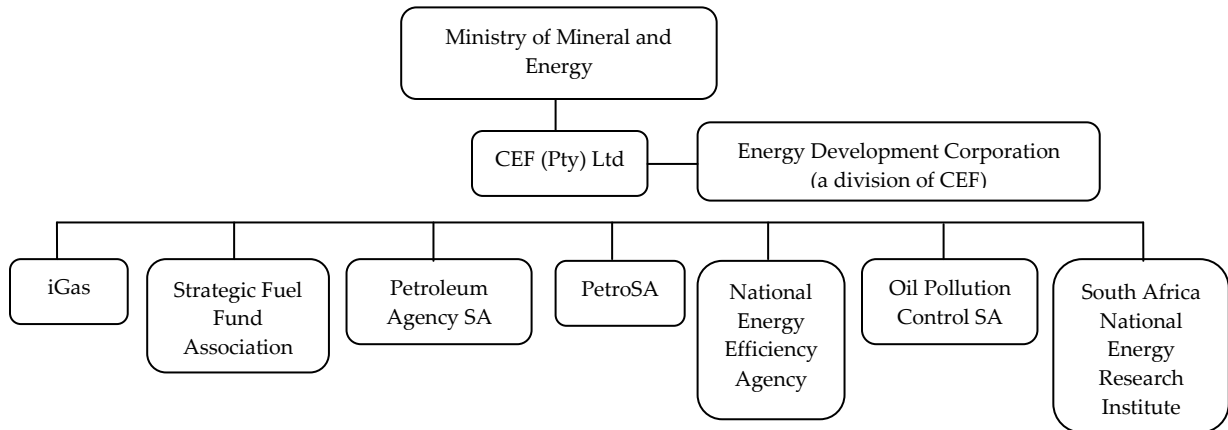 Ministry of Mineral and
Energy
CEF (Pty) Ltd
Energy Development Corporation
(a division of CEF)
iGas
Strategic Fuel
Fund
Association
Petroleum
Agency SA
PetroSA
National
Energy
Efficiency
Agency
Oil Pollution
Control SA
South Africa
National
Energy
Research
Institute